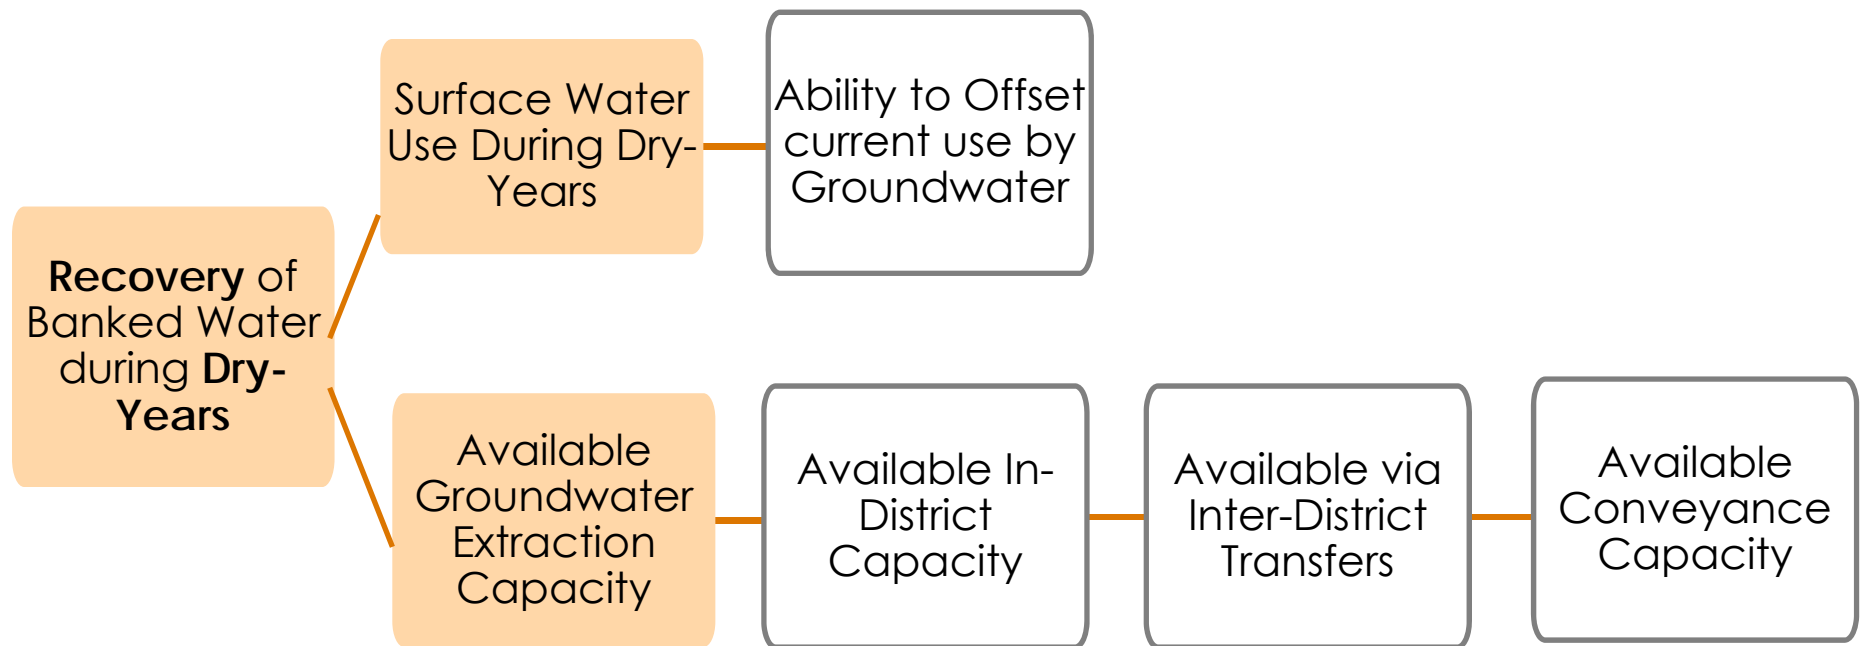 Recovery of
Banked Water
during Dry-
Years
Surface Water
Use During Dry-
Years
Ability to Offset
current use by
Groundwater
Available
Groundwater
Extraction
Capacity
Available In-
District
Capacity
Available via
Inter-District
Transfers
Available
Conveyance
Capacity